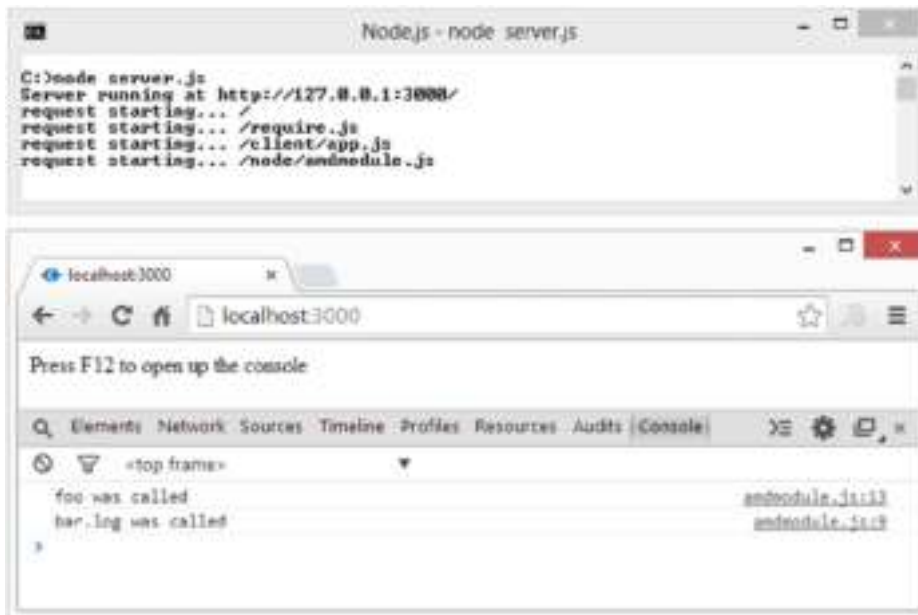 Node.js - node server.js
C:\>node server.js
Server running at http://127.0.0.1:3000/
request starting... /
request starting... /require.js
request starting... /client/app.js
request starting... /node/amdmodule.js
localhost:3000
localhost:3000
Press F12 to open up the console
Elements Network Sources Timeline Profiles Resources Audits Console
<top frame>
foo was called amdmodule.js:13
bar.log was called amdmodule.js:9